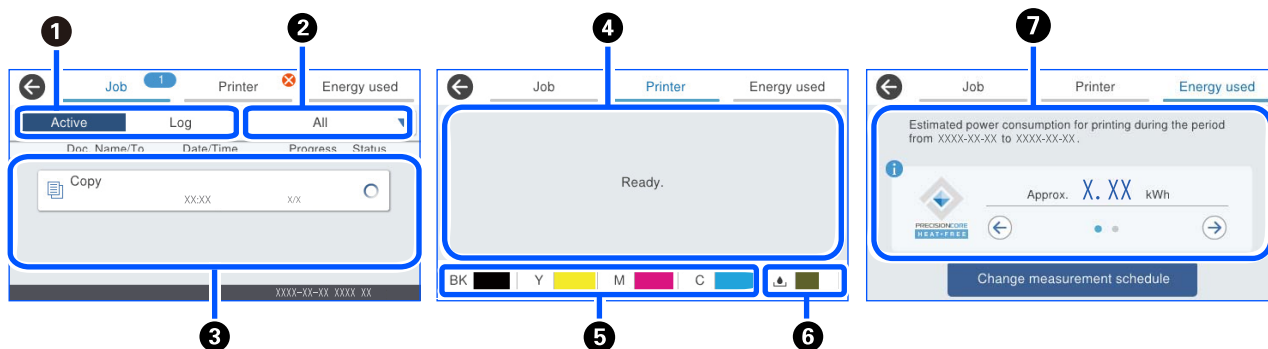 1
2
4
7
Job 1 Printer Energy used
Active Log All
Doc. Name/To Date/Time Progress Status
Copy
XX:XX X/X
XXXX-XX-XX XXXX XX
3
Job Printer Energy used
Ready.
BK Y M C
5
6
Job Printer Energy used
Estimated power consumption for printing during the period
from XXXX-XX-XX to XXXX-XX-XX.
i
PRECISIONCORE
HEAT-FREE
Approx. X.XX kWh
Change measurement schedule